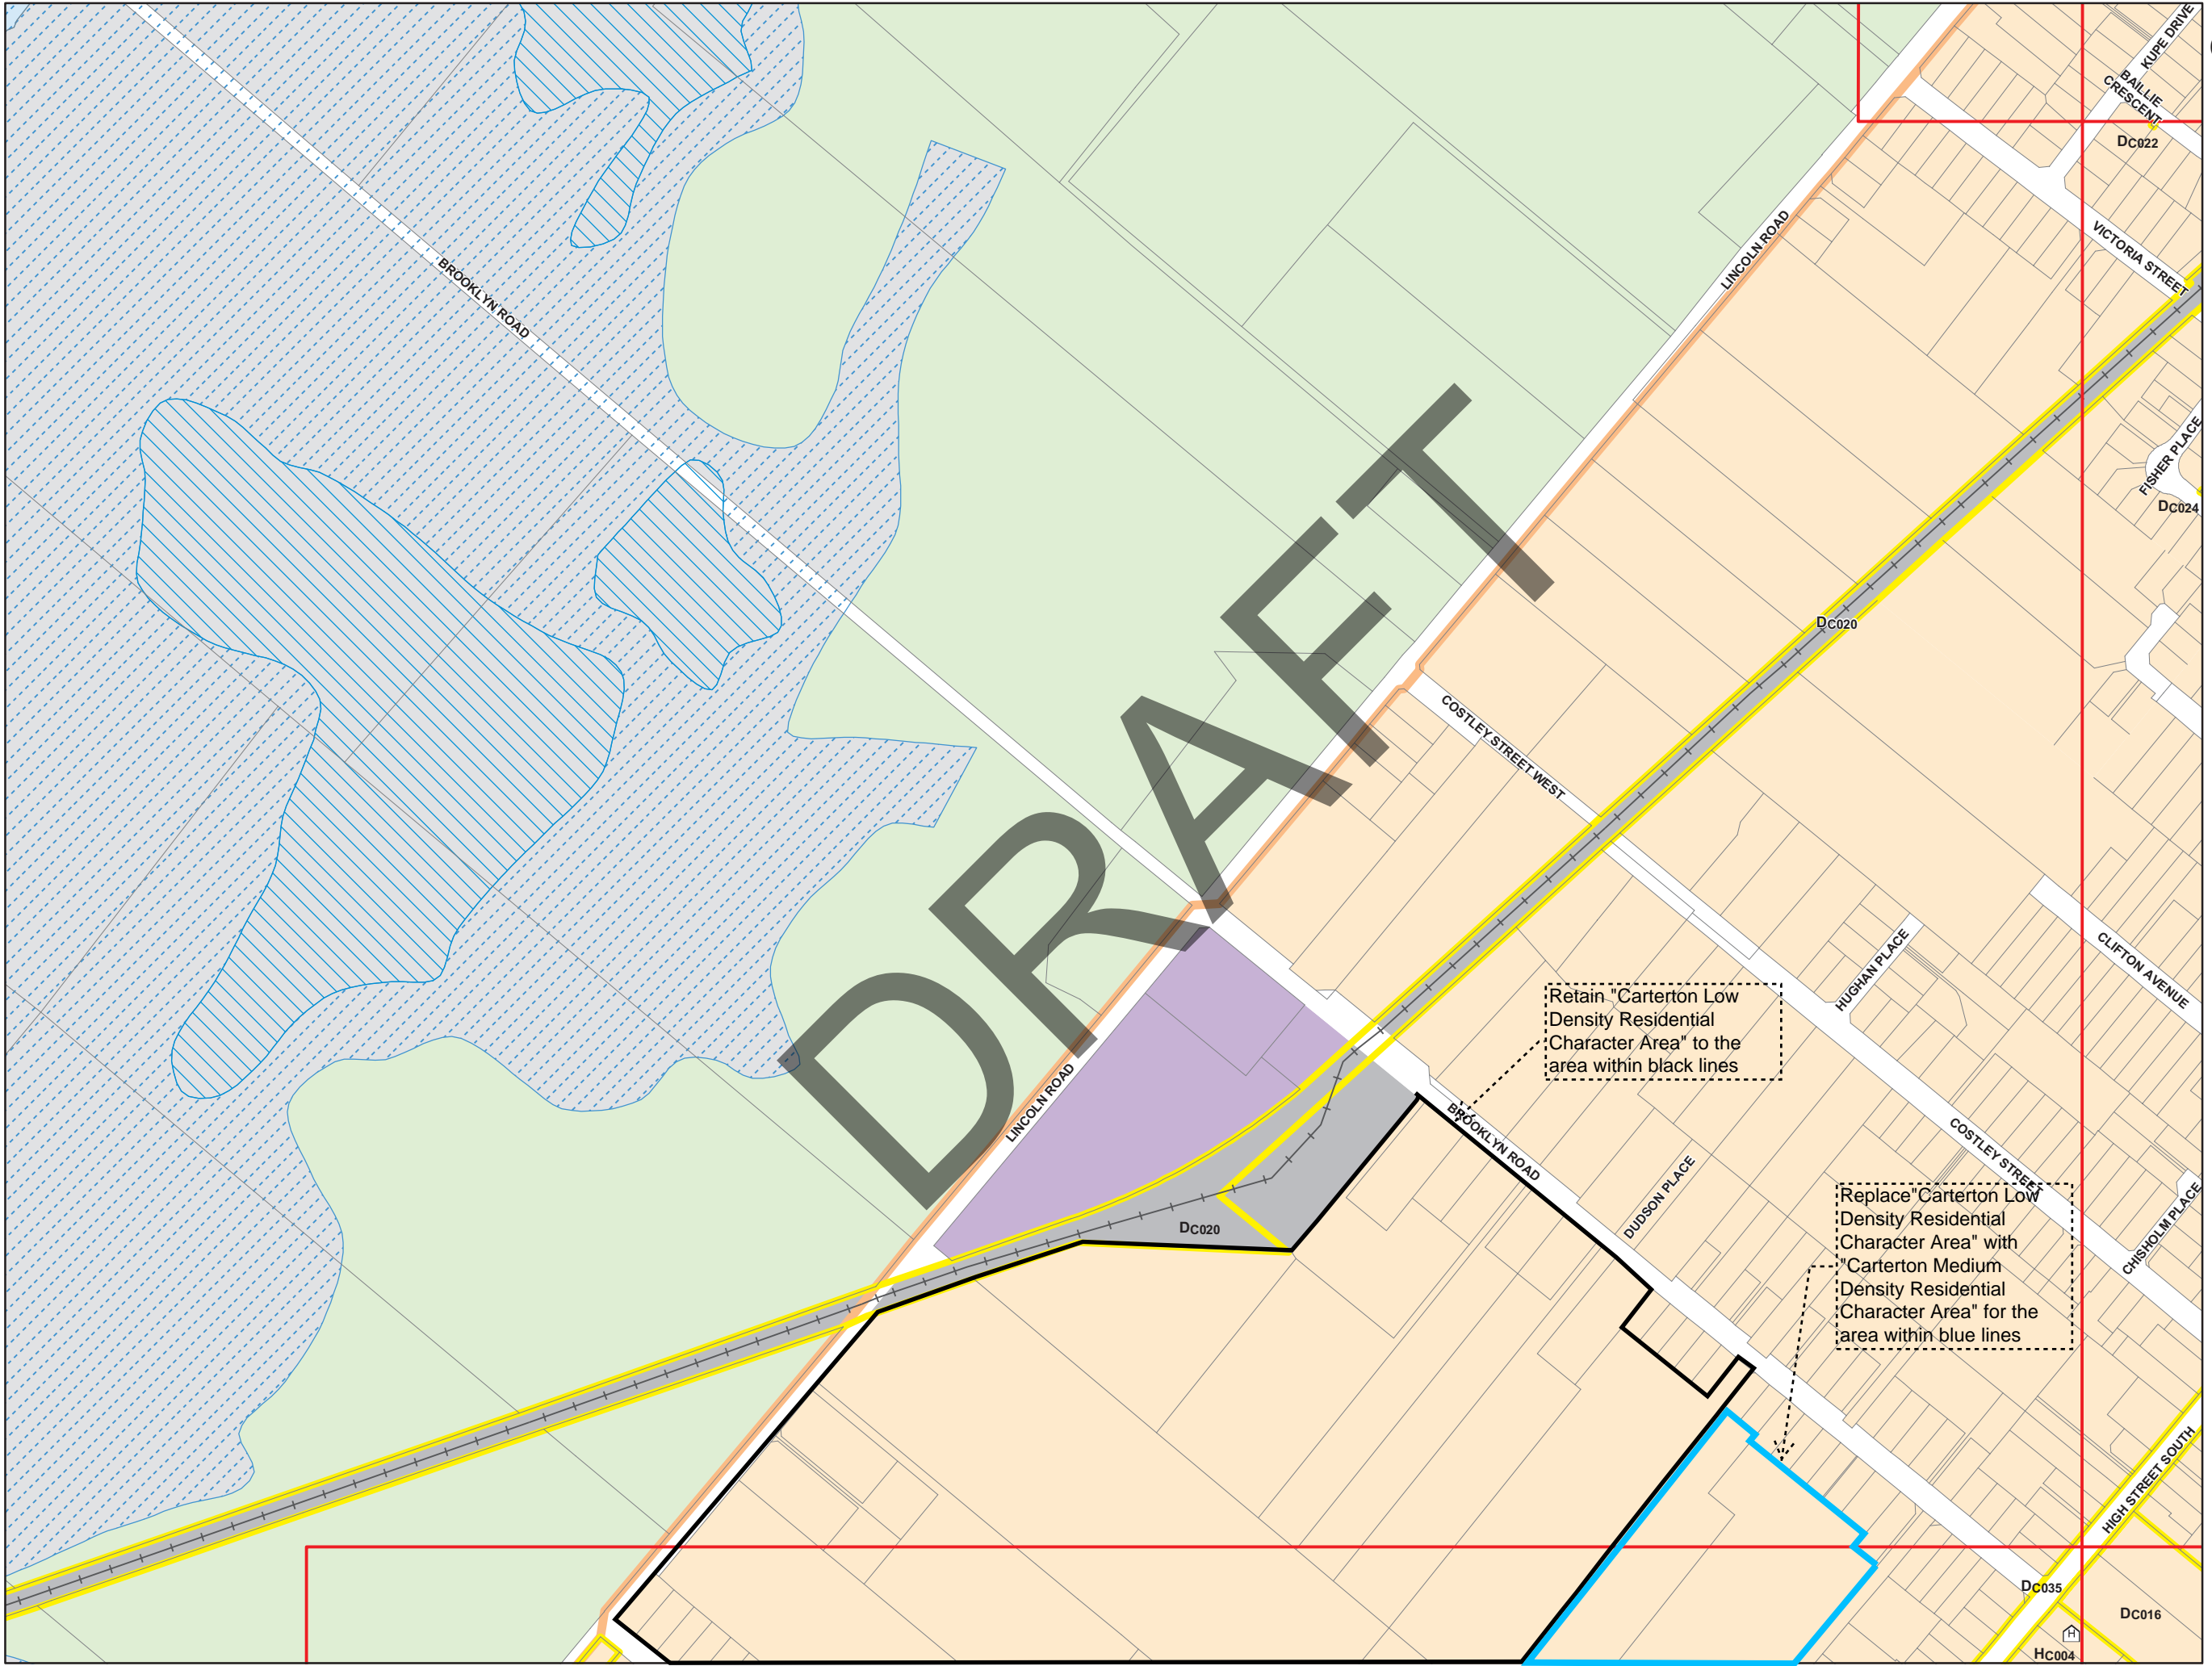 KUPE DRIVE
BAILLIE
CRESCENT
DC022
VICTORIA STREET
LINCOLN ROAD
BROOKLYN ROAD
FISHER PLACE
DC024
DC020
COSTLEY STREET WEST
DRAFT
HUGHAN PLACE
CLIFTON AVENUE
Retain "Carterton Low
Density Residential
Character Area" to the
area within black lines
LINCOLN ROAD
BROOKLYN ROAD
COSTLEY STREET
DUDSON PLACE
CHISHOLM PLACE
DC020
Replace"Carterton Low
Density Residential
Character Area" with
"Carterton Medium
Density Residential
Character Area" for the
area within blue lines
HIGH STREET SOUTH
DC035
DC016
H
HC004